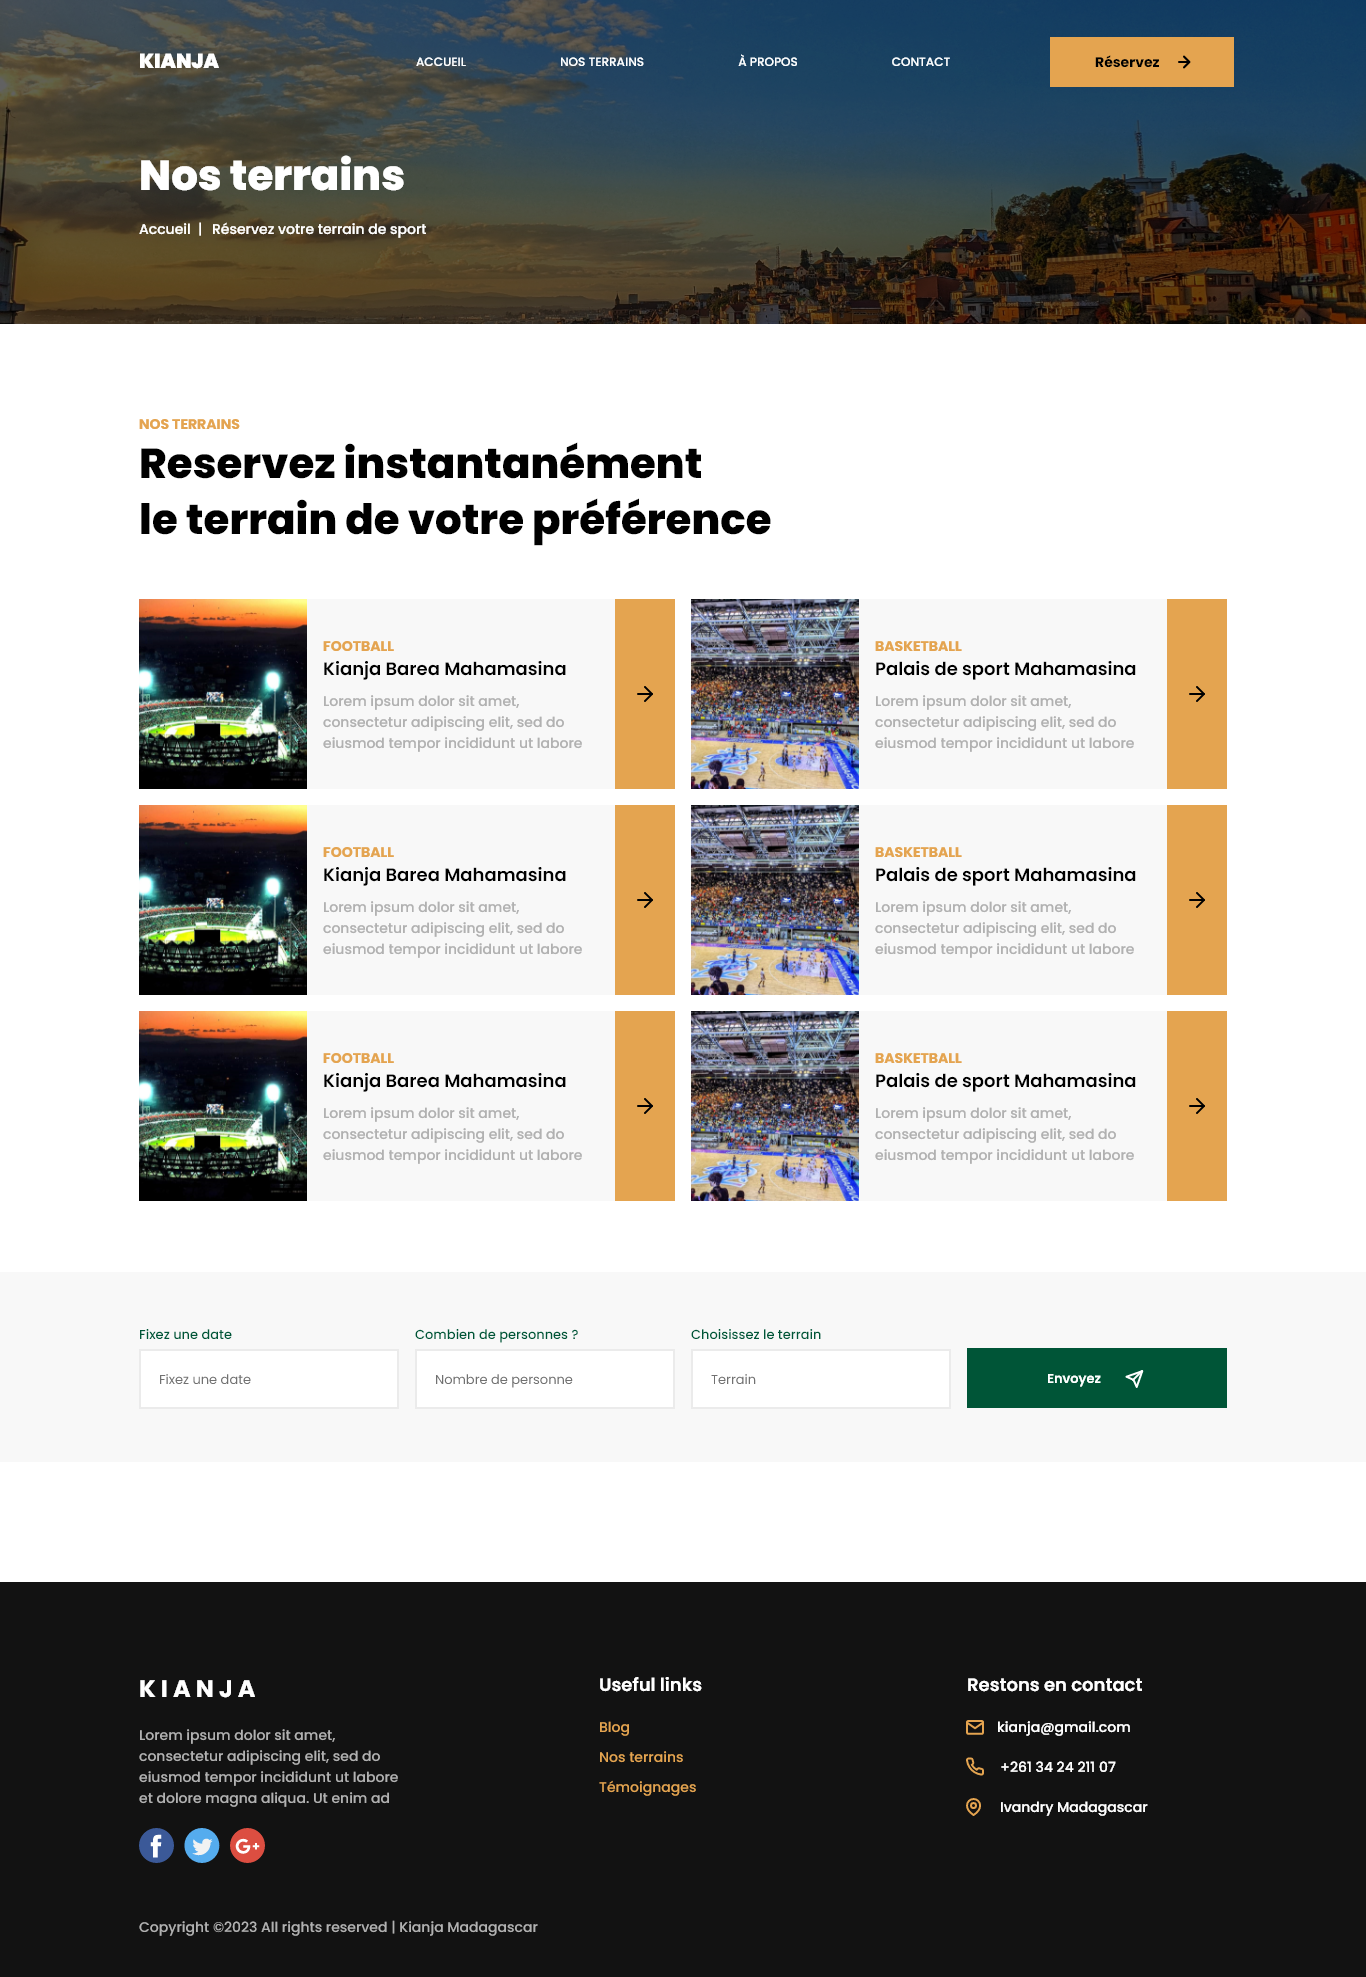 KIANJA
ACCUEIL
NOS TERRAINS
À PROPOS
CONTACT
Réservez
Nos terrains
Accueil | Réservez votre terrain de sport
NOS TERRAINS
Reservez instantanément
le terrain de votre préférence
FOOTBALL
Kianja Barea Mahamasina
Lorem ipsum dolor sit amet,
consectetur adipiscing elit, sed do
eiusmod tempor incididunt ut labore
BASKETBALL
Palais de sport Mahamasina
Lorem ipsum dolor sit amet,
consectetur adipiscing elit, sed do
eiusmod tempor incididunt ut labore
FOOTBALL
Kianja Barea Mahamasina
Lorem ipsum dolor sit amet,
consectetur adipiscing elit, sed do
eiusmod tempor incididunt ut labore
BASKETBALL
Palais de sport Mahamasina
Lorem ipsum dolor sit amet,
consectetur adipiscing elit, sed do
eiusmod tempor incididunt ut labore
FOOTBALL
Kianja Barea Mahamasina
Lorem ipsum dolor sit amet,
consectetur adipiscing elit, sed do
eiusmod tempor incididunt ut labore
BASKETBALL
Palais de sport Mahamasina
Lorem ipsum dolor sit amet,
consectetur adipiscing elit, sed do
eiusmod tempor incididunt ut labore
Fixez une date
Fixez une date
Combien de personnes ?
Nombre de personne
Choisissez le terrain
Terrain
Envoyez
KIANJA
Lorem ipsum dolor sit amet,
consectetur adipiscing elit, sed do
eiusmod tempor incididunt ut labore
et dolore magna aliqua. Ut enim ad
Useful links
Blog
Nos terrains
Témoignages
Restons en contact
kianja@gmail.com
+261 34 24 211 07
Ivandry Madagascar
Copyright ©2023 All rights reserved | Kianja Madagascar